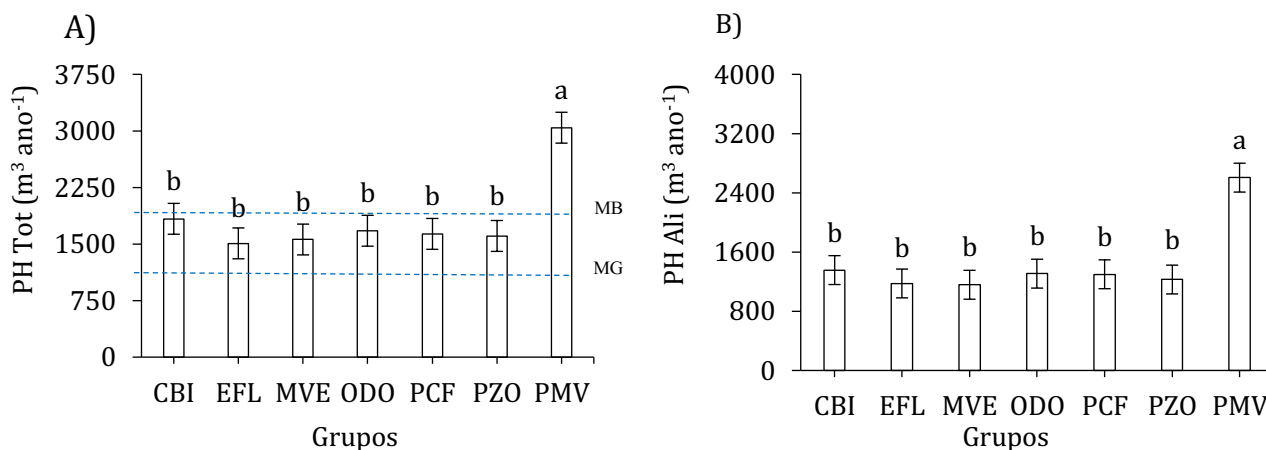 A)
PH Tot (m³ ano⁻¹)
3750
3000
2250
1500
750
0
b
b
b
b
b
b
a
MB
MG
CBI EFL MVE ODO PCF PZO PMV
Grupos
B)
PH Ali (m³ ano⁻¹)
4000
3200
2400
1600
800
0
b
b
b
b
b
b
a
CBI EFL MVE ODO PCF PZO PMV
Grupos